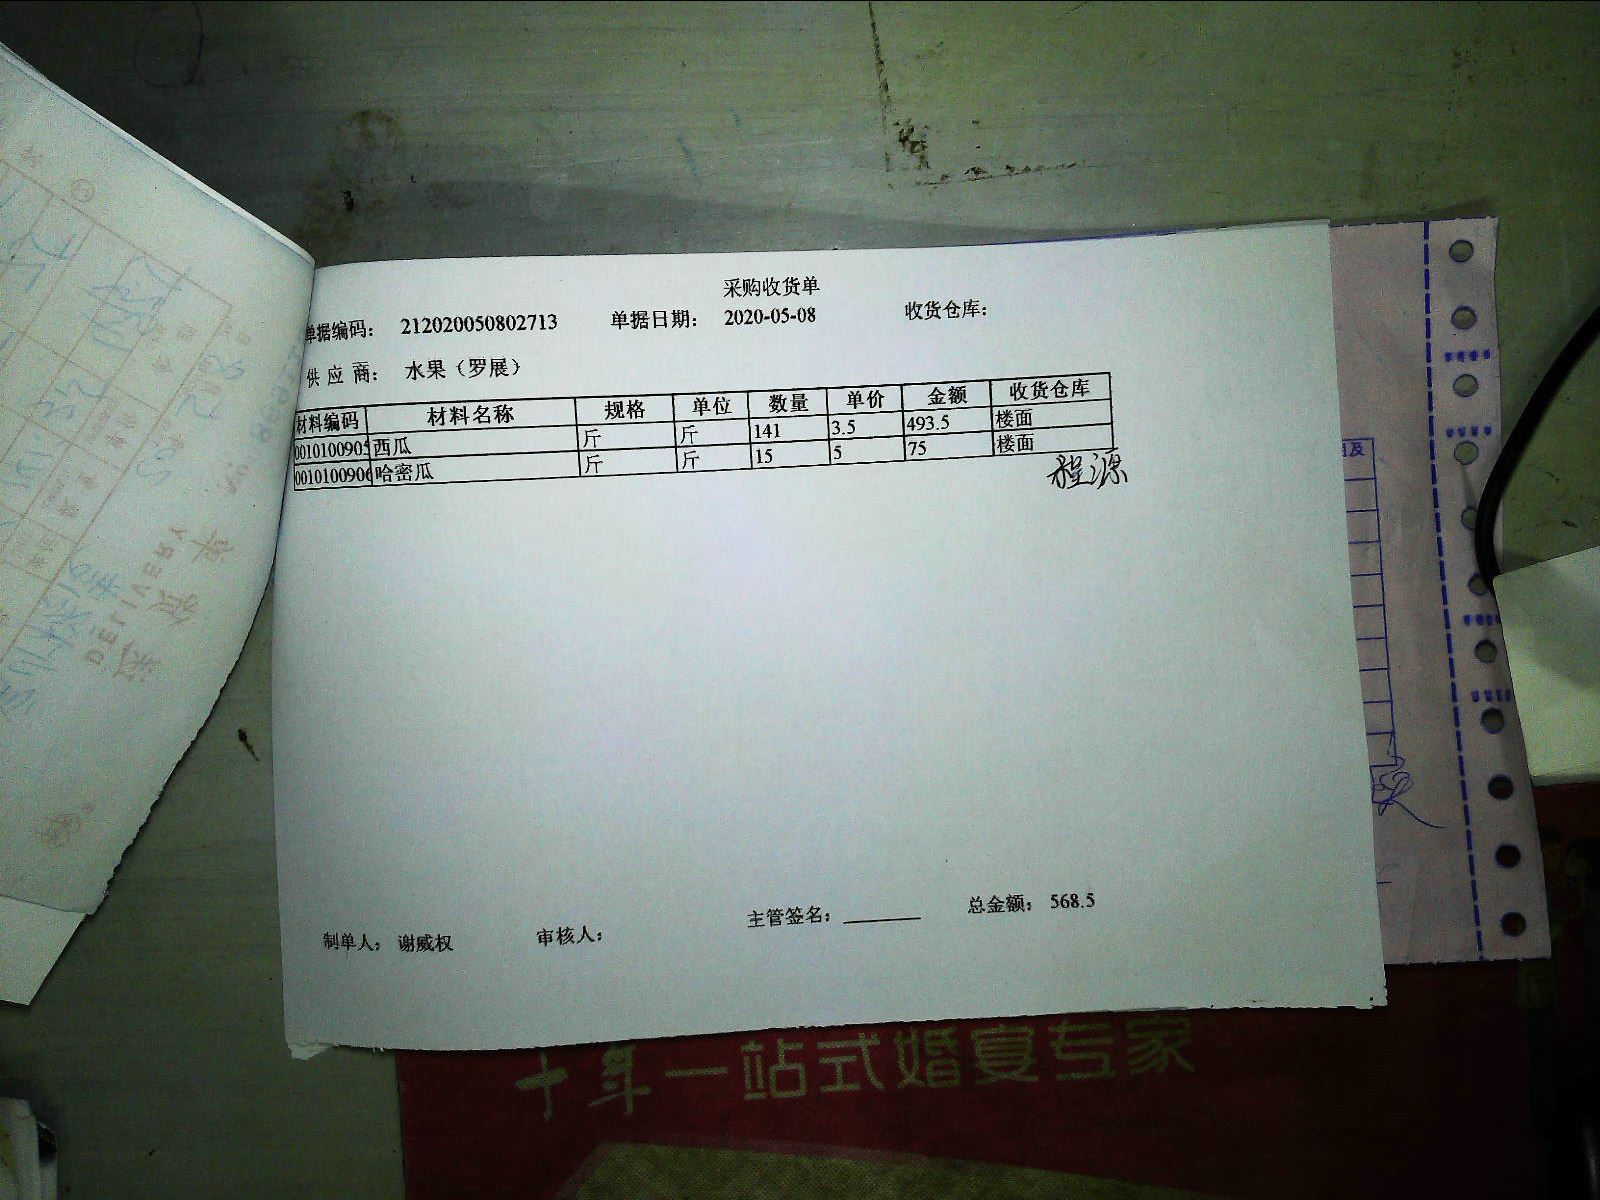 采购收货单
单据编码： 212020050802713 单据日期： 2020-05-08 收货仓库：
供 应 商： 水果（罗展）
材料编码 材料名称 规格 单位 数量 单价 金额 收货仓库
001010090 西瓜 斤 斤 141 3.5 493.5 楼面
001010090 哈密瓜 斤 斤 15 5 75 楼面
程源
主管签名： 总金额： 568.5
制单人： 谢威权 审核人：
十年一站式婚宴专家
DELIVERY